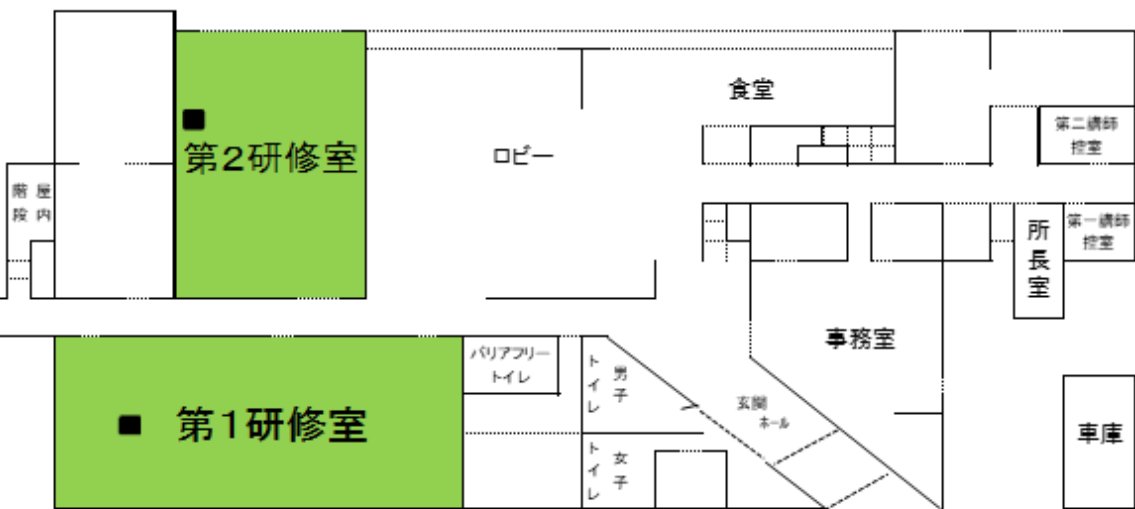 食堂
第二講師
控室
■
第2研修室
ロビー
屋内
階段
第一講師
控室
所長室
事務室
バリアフリー
トイレ
男子
トイレ
玄関
ホール
■ 第1研修室
車庫
女子
トイレ